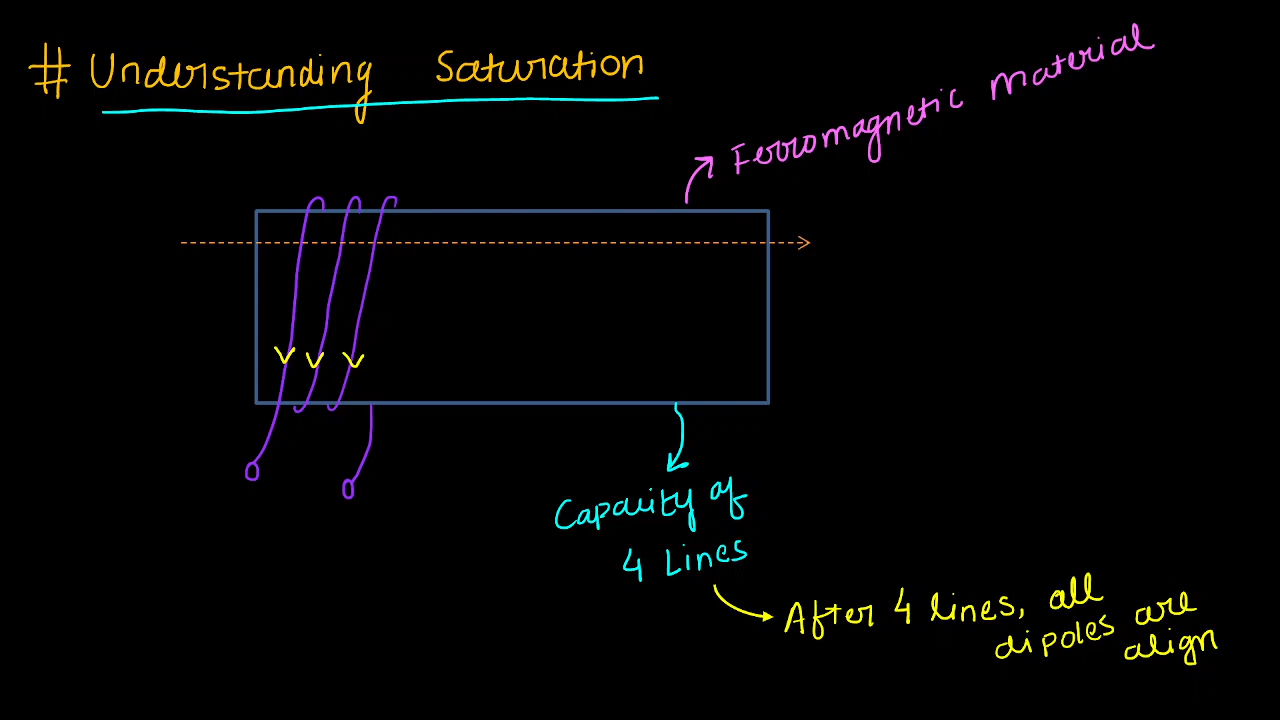 # Understanding Saturation
Ferromagnetic Material
Capacity of
4 Lines
After 4 lines, all
dipoles are
align